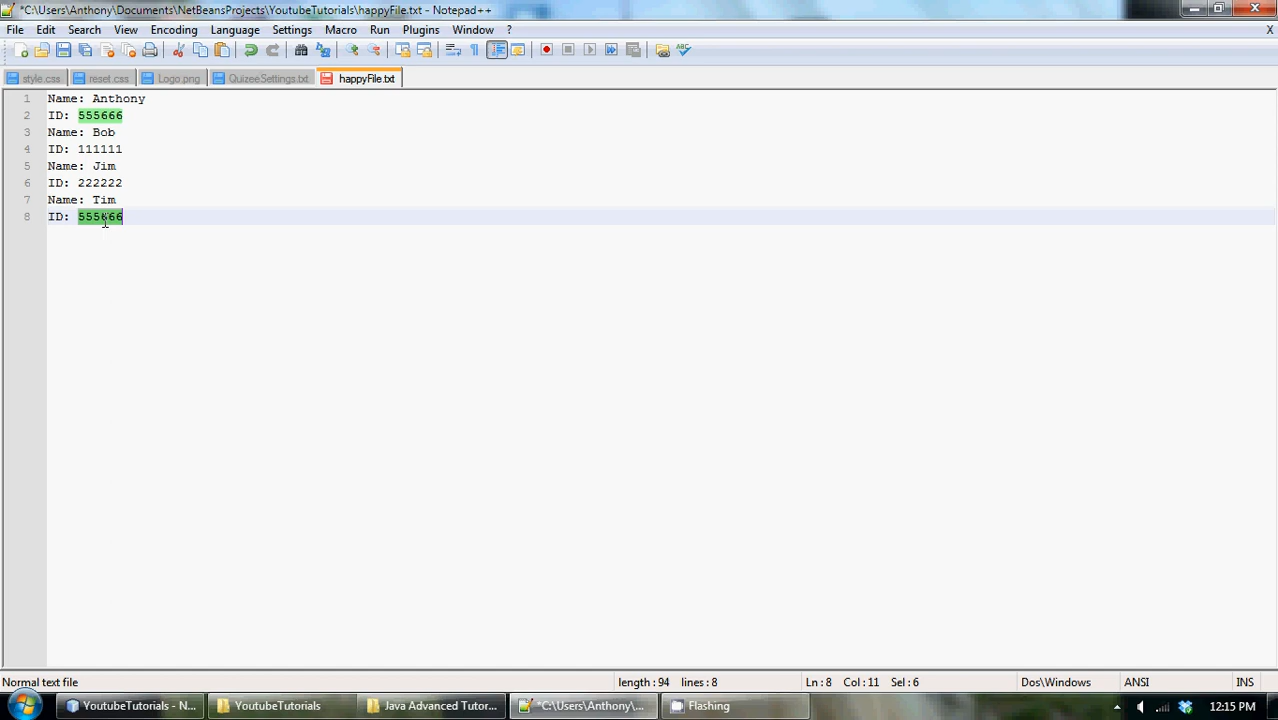 *C:\Users\Anthony\Documents\NetBeansProjects\YoutubeTutorials\happyFile.txt - Notepad++
File Edit Search View Encoding Language Settings Macro Run Plugins Window ? X
style.css reset.css Logo.png QuizeeSettings.txt happyFile.txt
1 Name: Anthony
2 ID: 555666
3 Name: Bob
4 ID: 111111
5 Name: Jim
6 ID: 222222
7 Name: Tim
8 ID: 555666
Normal text file length : 94 lines : 8 Ln : 8 Col : 11 Sel : 6 Dos\Windows ANSI INS
YoutubeTutorials - N... YoutubeTutorials Java Advanced Tutor... *C:\Users\Anthony\... Flashing 12:15 PM